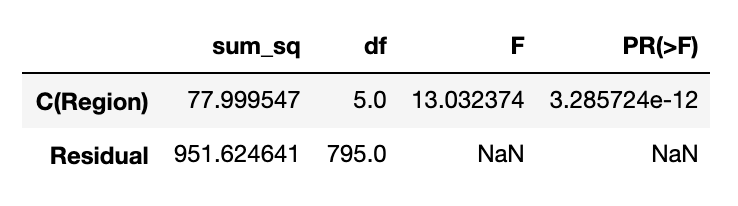 sum_sq df F PR(>F)
C(Region) 77.999547 5.0 13.032374 3.285724e-12
Residual 951.624641 795.0 NaN NaN